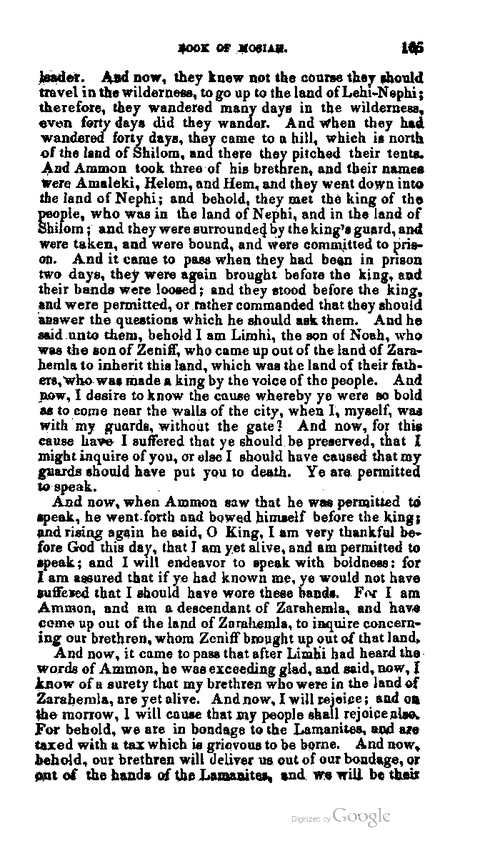 BOOK OF MOSIAH. 165
leader. And now, they knew not the course they should
travel in the wilderness, to go up to the land of Lehi-Nephi;
therefore, they wandered many days in the wilderness,
even forty days did they wander. And when they had
wandered forty days, they came to a hill, which is north
of the land of Shilom, and there they pitched their tents.
And Ammon took three of his brethren, and their names
were Amaleki, Helem, and Hem, and they went down into
the land of Nephi; and behold, they met the king of the
people, who was in the land of Nephi, and in the land of
Shilom; and they were surrounded by the king's guard, and
were taken, and were bound, and were committed to pris-
on. And it came to pass when they had been in prison
two days, they were again brought before the king, and
their bands were loosed; and they stood before the king,
and were permitted, or rather commanded that they should
answer the questions which he should ask them. And he
said unto them, behold I am Limhi, the son of Noah, who
was the son of Zeniff, who came up out of the land of Zara-
hemla to inherit this land, which was the land of their fath-
ers, who was made a king by the voice of the people. And
now, I desire to know the cause whereby ye were so bold
as to come near the walls of the city, when I, myself, was
with my guards, without the gate? And now, for this
cause have I suffered that ye should be preserved, that I
might inquire of you, or else I should have caused that my
guards should have put you to death. Ye are permitted
to speak.
And now, when Ammon saw that he was permitted to
speak, he went forth and bowed himself before the king;
and rising again he said, O King, I am very thankful be-
fore God this day, that I am yet alive, and am permitted to
speak; and I will endeavor to speak with boldness: for
I am assured that if ye had known me, ye would not have
suffered that I should have wore these bands. For I am
Ammon, and am a descendant of Zarahemla, and have
come up out of the land of Zarahemla, to inquire concern-
ing our brethren, whom Zeniff brought up out of that land.
And now, it came to pass that after Limhi had heard the
words of Ammon, he was exceeding glad, and said, now, I
know of a surety that my brethren who were in the land of
Zarahemla, are yet alive. And now, I will rejoice; and on
the morrow, I will cause that my people shall rejoice also.
For behold, we are in bondage to the Lamanites, and are
taxed with a tax which is grievous to be borne. And now,
behold, our brethren will deliver us out of our bondage, or
out of the hands of the Lamanites, and we will be their
Digitized by Google